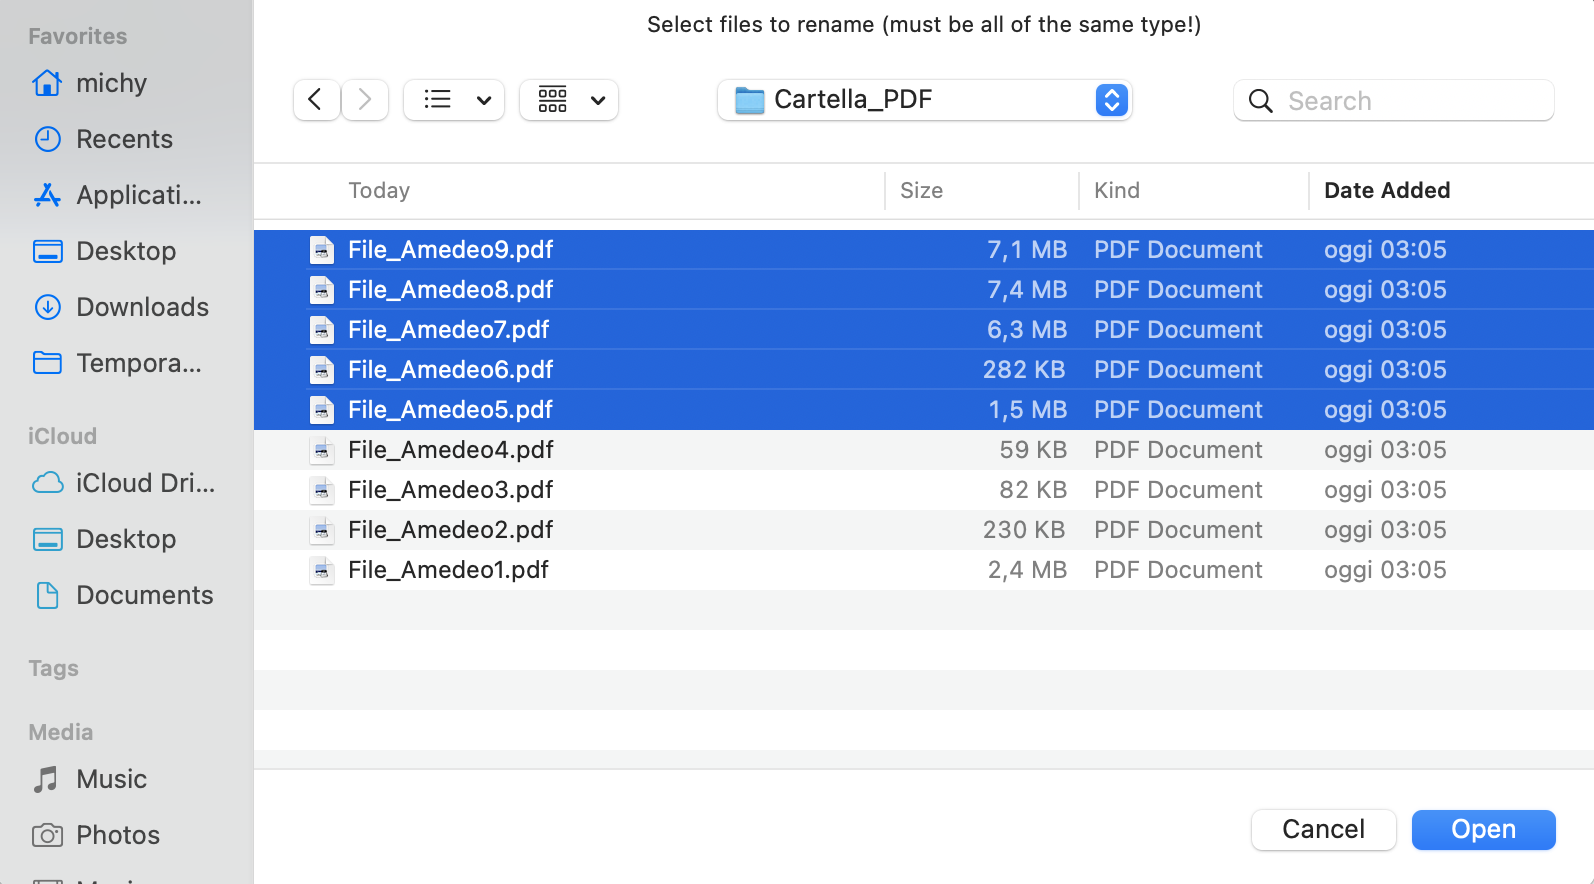 Select files to rename (must be all of the same type!)
Favorites
michy
Recents
Applicati...
Desktop
Downloads
Tempora...
iCloud
iCloud Dri...
Desktop
Documents
Tags
Media
Music
Photos
Cartella_PDF
Search
Today Size Kind Date Added
File_Amedeo9.pdf 7,1 MB PDF Document oggi 03:05
File_Amedeo8.pdf 7,4 MB PDF Document oggi 03:05
File_Amedeo7.pdf 6,3 MB PDF Document oggi 03:05
File_Amedeo6.pdf 282 KB PDF Document oggi 03:05
File_Amedeo5.pdf 1,5 MB PDF Document oggi 03:05
File_Amedeo4.pdf 59 KB PDF Document oggi 03:05
File_Amedeo3.pdf 82 KB PDF Document oggi 03:05
File_Amedeo2.pdf 230 KB PDF Document oggi 03:05
File_Amedeo1.pdf 2,4 MB PDF Document oggi 03:05
Cancel Open